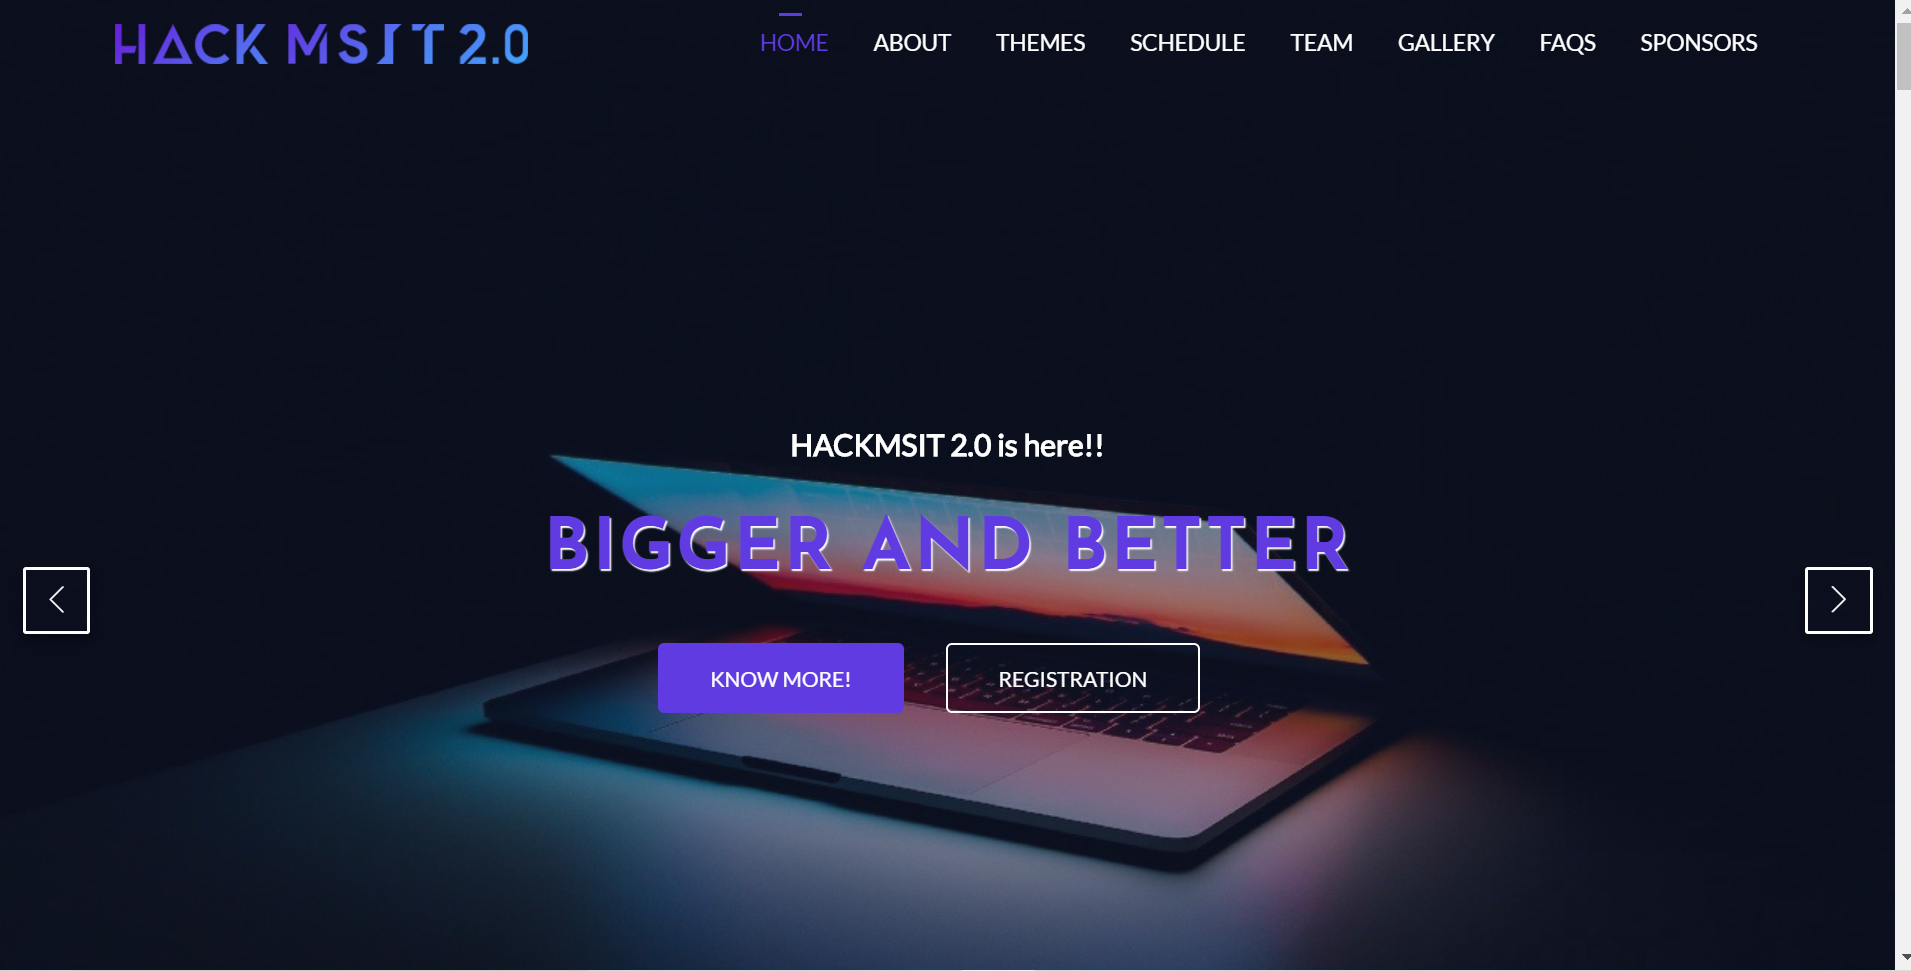 HACK MSIT 2.0
HOME ABOUT THEMES SCHEDULE TEAM GALLERY FAQS SPONSORS
HACKMSIT 2.0 is here!!
BIGGER AND BETTER
KNOW MORE! REGISTRATION